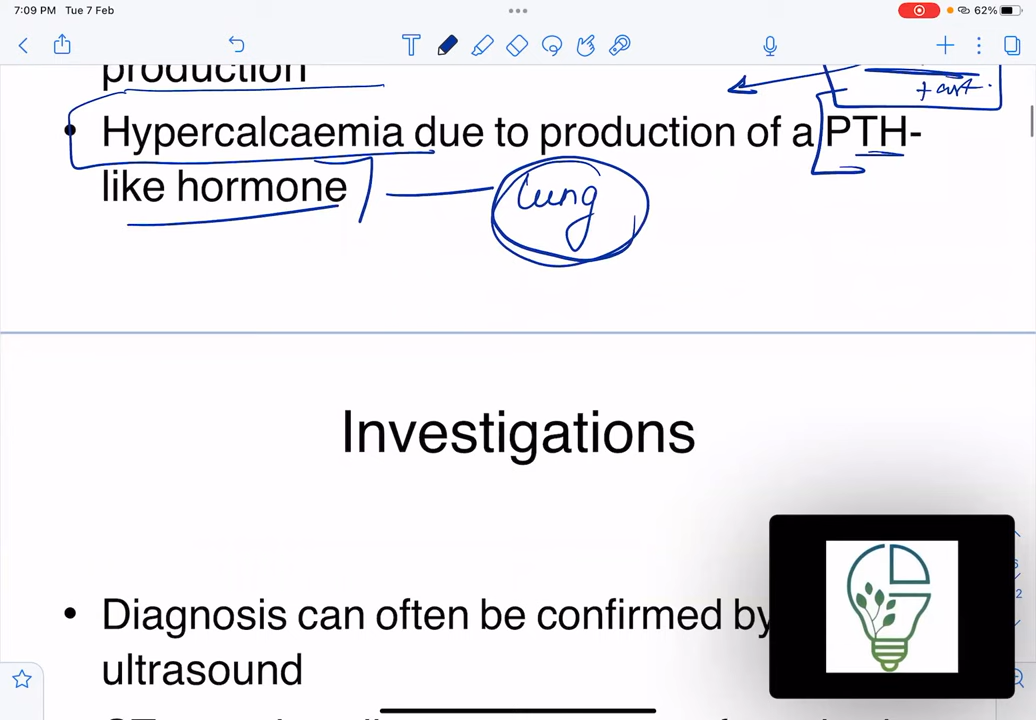 7:09 PM Tue 7 Feb
62%
production
+ ant.
• Hypercalcaemia due to production of a PTH-
like hormone
lung
Investigations
• Diagnosis can often be confirmed by
ultrasound